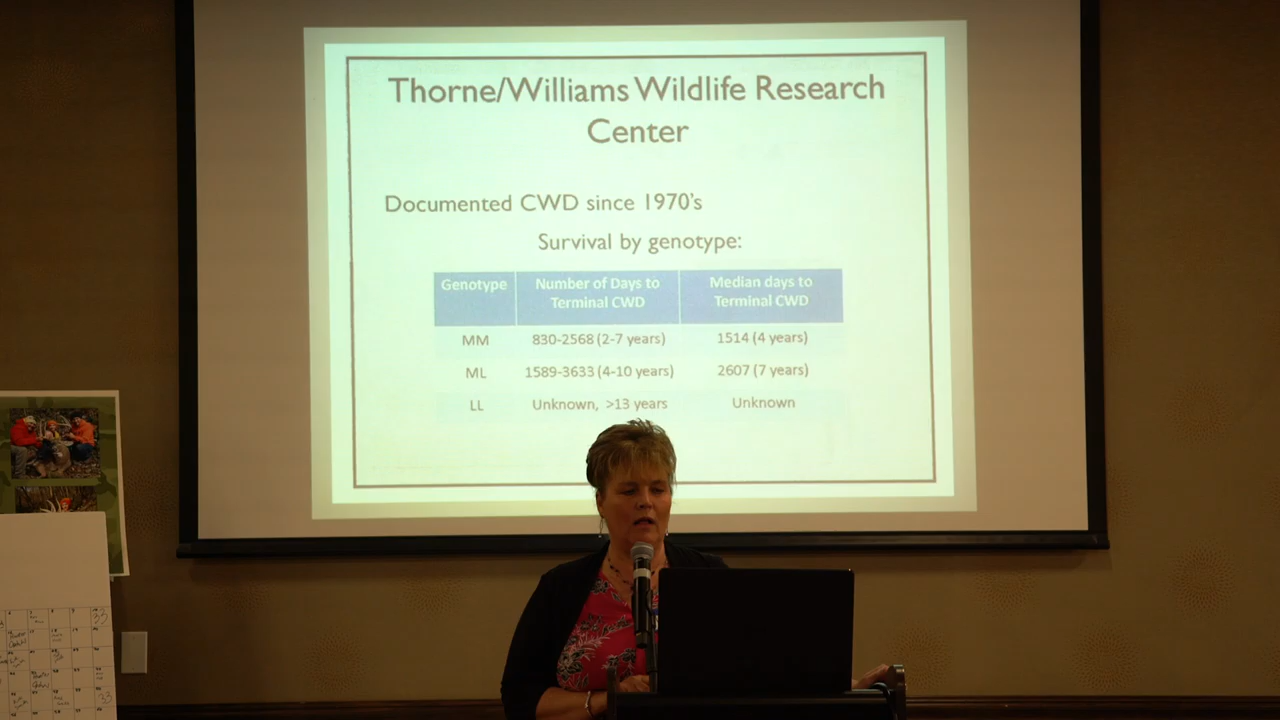 Thorne/Williams Wildlife Research
Center
Documented CWD since 1970's
Survival by genotype:
Genotype Number of Days to Terminal CWD Median days to Terminal CWD
MM 830-2568 (2-7 years) 1514 (4 years)
ML 1589-3633 (4-10 years) 2607 (7 years)
LL Unknown, >13 years Unknown
33
33